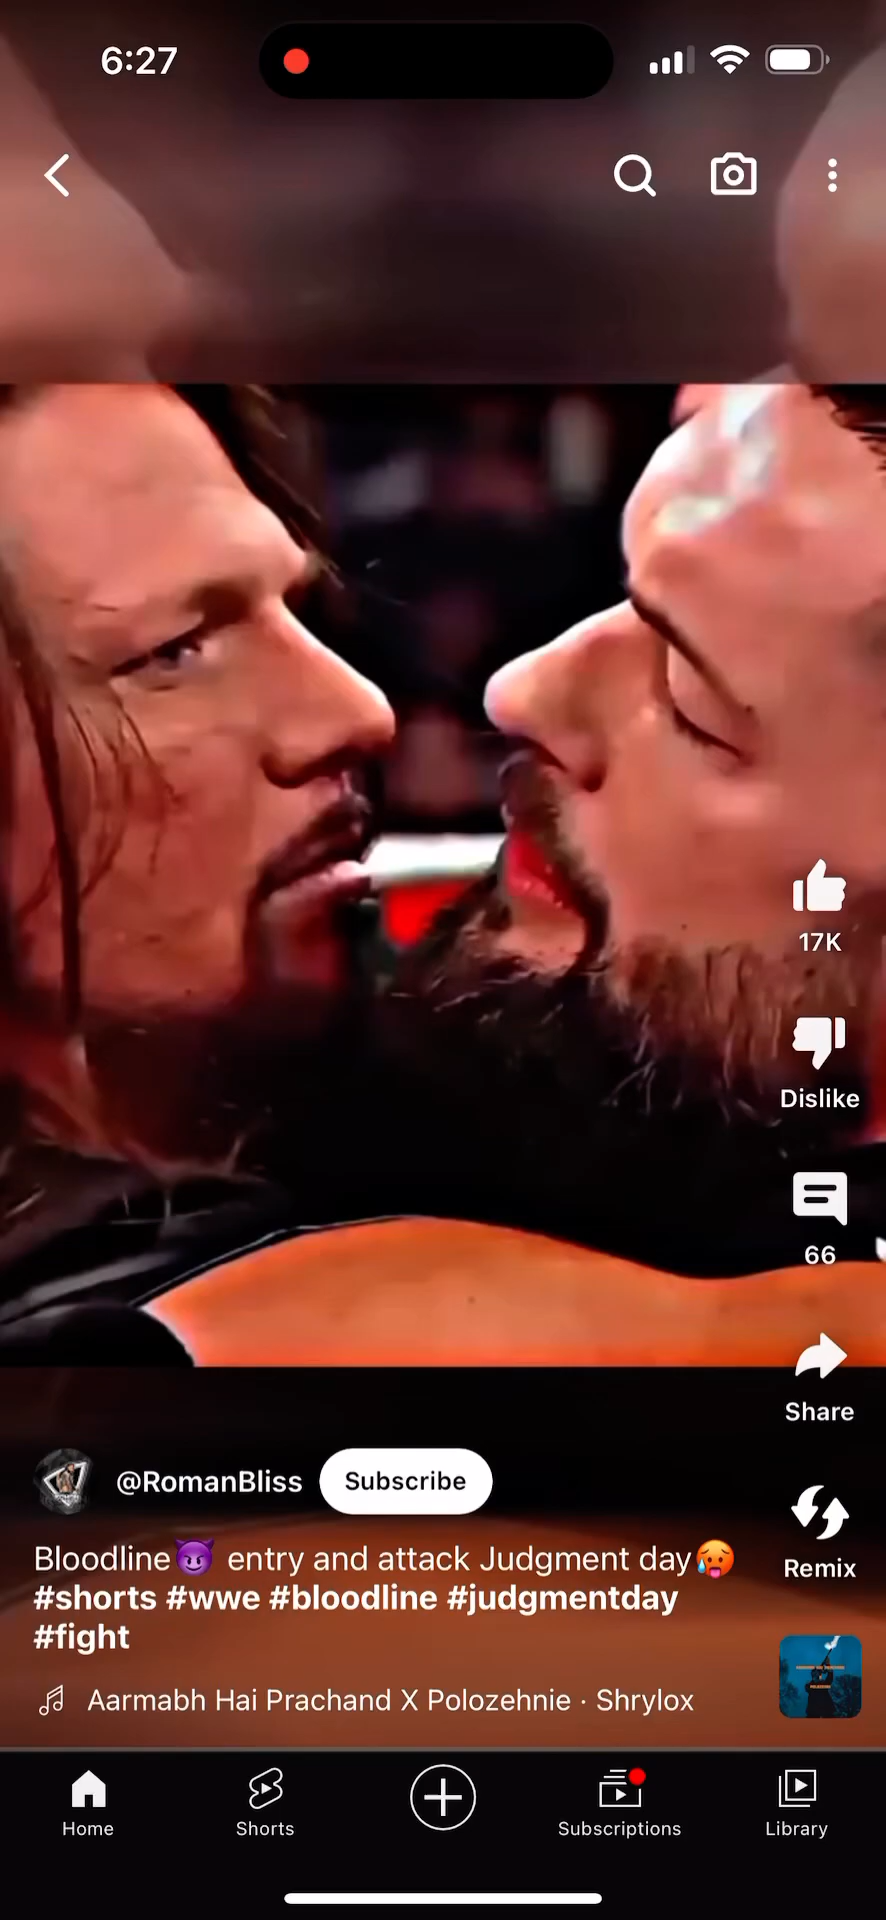 6:27
17K
Dislike
66
Share
@RomanBliss
Subscribe
Bloodline😈 entry and attack Judgment day🥵
#shorts #wwe #bloodline #judgmentday
#fight
Remix
Aarmabh Hai Prachand X Polozehnie · Shrylox
Home
Shorts
Subscriptions
Library